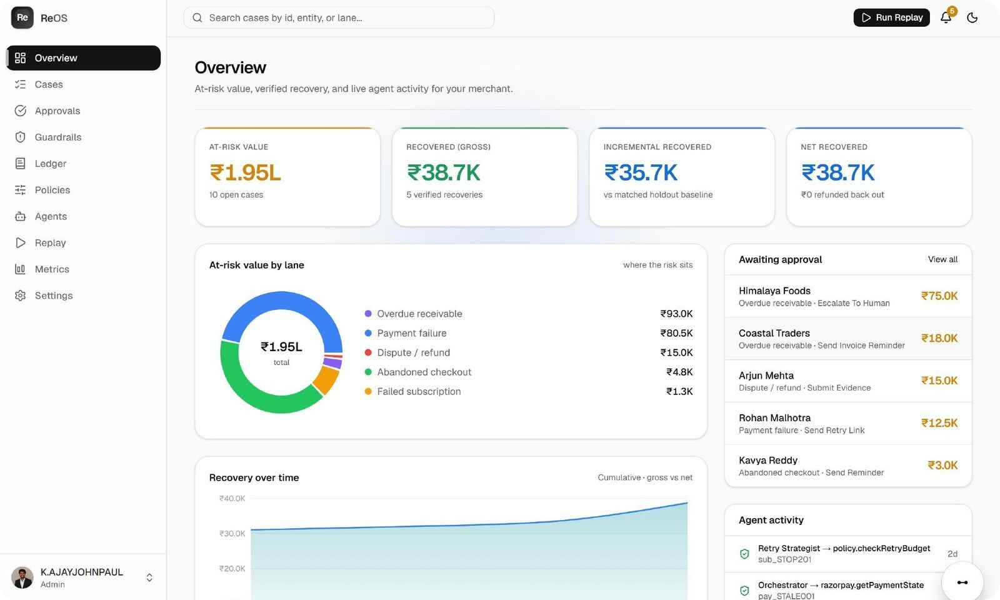 Re ReOS
Search cases by id, entity, or lane...
Run Replay
5
Overview
Cases
Approvals
Guardrails
Ledger
Policies
Agents
Replay
Metrics
Settings
K.AJAYJOHNPAUL
Admin
Overview
At-risk value, verified recovery, and live agent activity for your merchant.
AT-RISK VALUE
₹1.95L
10 open cases
RECOVERED (GROSS)
₹38.7K
5 verified recoveries
INCREMENTAL RECOVERED
₹35.7K
vs matched holdout baseline
NET RECOVERED
₹38.7K
₹0 refunded back out
At-risk value by lane
where the risk sits
₹1.95L
total
Overdue receivable ₹93.0K
Payment failure ₹80.5K
Dispute / refund ₹15.0K
Abandoned checkout ₹4.8K
Failed subscription ₹1.3K
Recovery over time
Cumulative · gross vs net
₹40.0K
₹30.0K
₹20.0K
Awaiting approval
View all
Himalaya Foods
Overdue receivable · Escalate To Human
₹75.0K
Coastal Traders
Overdue receivable · Send Invoice Reminder
₹18.0K
Arjun Mehta
Dispute / refund · Submit Evidence
₹15.0K
Rohan Malhotra
Payment failure · Send Retry Link
₹12.5K
Kavya Reddy
Abandoned checkout · Send Reminder
₹3.0K
Agent activity
Retry Strategist → policy.checkRetryBudget
sub_STOP201
2d
Orchestrator → razorpay.getPaymentState
pay_STALE001